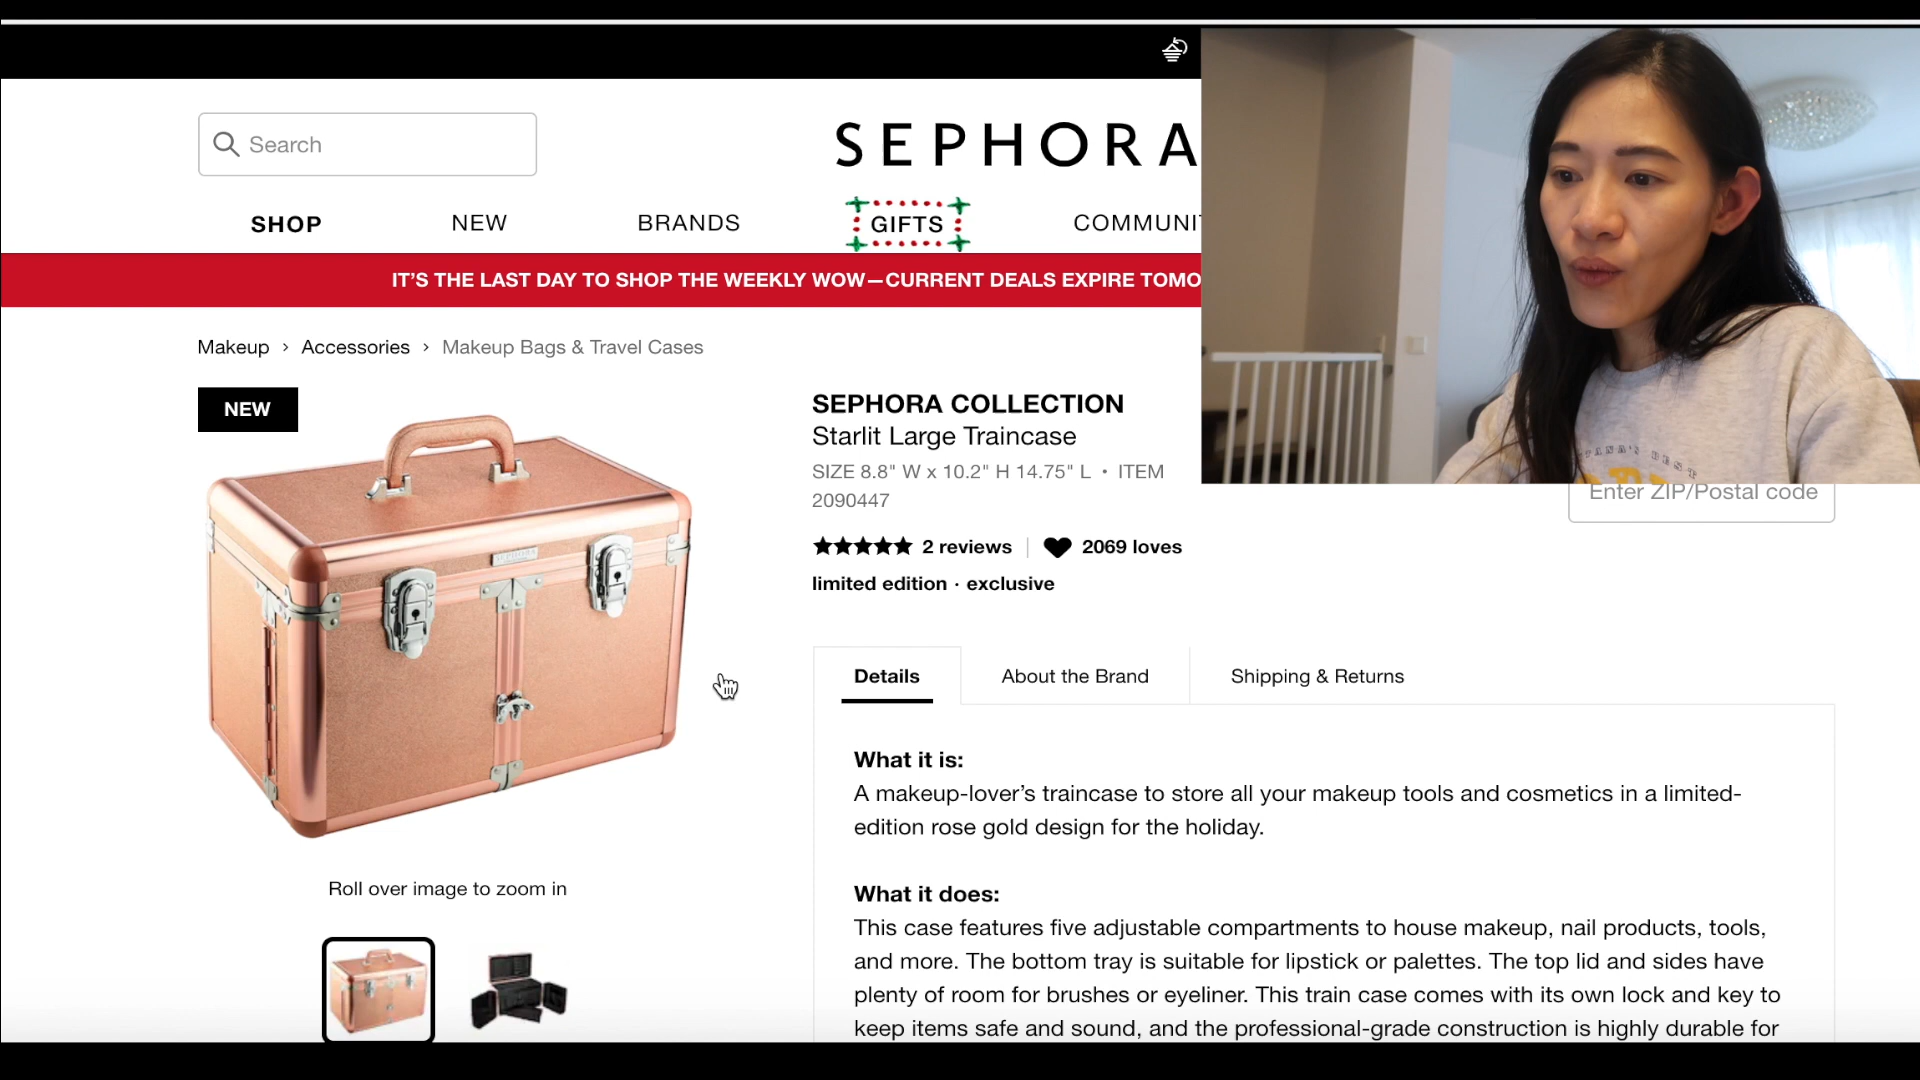 Search
SEPHORA
SHOP
NEW
BRANDS
GIFTS
COMMUNI
IT’S THE LAST DAY TO SHOP THE WEEKLY WOW—CURRENT DEALS EXPIRE TOMO
Makeup > Accessories > Makeup Bags & Travel Cases
NEW
SEPHORA
SEPHORA COLLECTION
Starlit Large Traincase
SIZE 8.8" W x 10.2" H 14.75" L • ITEM
2090447
2 reviews | 2069 loves
limited edition · exclusive
Enter ZIP/Postal code
Details
About the Brand
Shipping & Returns
What it is:
A makeup-lover’s traincase to store all your makeup tools and cosmetics in a limited-
edition rose gold design for the holiday.
What it does:
This case features five adjustable compartments to house makeup, nail products, tools,
and more. The bottom tray is suitable for lipstick or palettes. The top lid and sides have
plenty of room for brushes or eyeliner. This train case comes with its own lock and key to
keep items safe and sound, and the professional-grade construction is highly durable for
Roll over image to zoom in